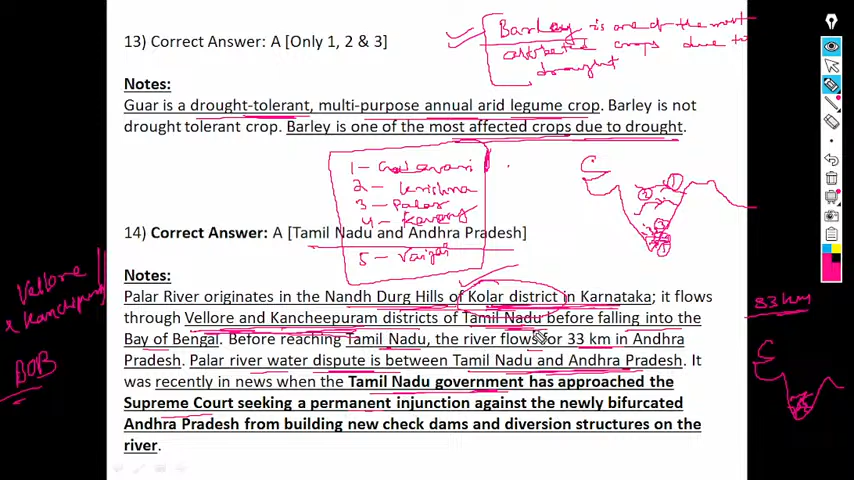 13) Correct Answer: A [Only 1, 2 & 3]
Barley is one of the most
affected crops due to
drought
Notes:
Guar is a drought-tolerant, multi-purpose annual arid legume crop. Barley is not
drought tolerant crop. Barley is one of the most affected crops due to drought.
1 - Godavari
2 - Krishna
3 - Palar
4 - Kaveri
5 - Vaigai
14) Correct Answer: A [Tamil Nadu and Andhra Pradesh]
Notes:
Palar River originates in the Nandh Durg Hills of Kolar district in Karnataka; it flows
through Vellore and Kancheepuram districts of Tamil Nadu before falling into the
Bay of Bengal. Before reaching Tamil Nadu, the river flows for 33 km in Andhra
Pradesh. Palar river water dispute is between Tamil Nadu and Andhra Pradesh. It
was recently in news when the Tamil Nadu government has approached the
Supreme Court seeking a permanent injunction against the newly bifurcated
Andhra Pradesh from building new check dams and diversion structures on the
river.
Vellore
& Kancheepuram
BOB
33 km